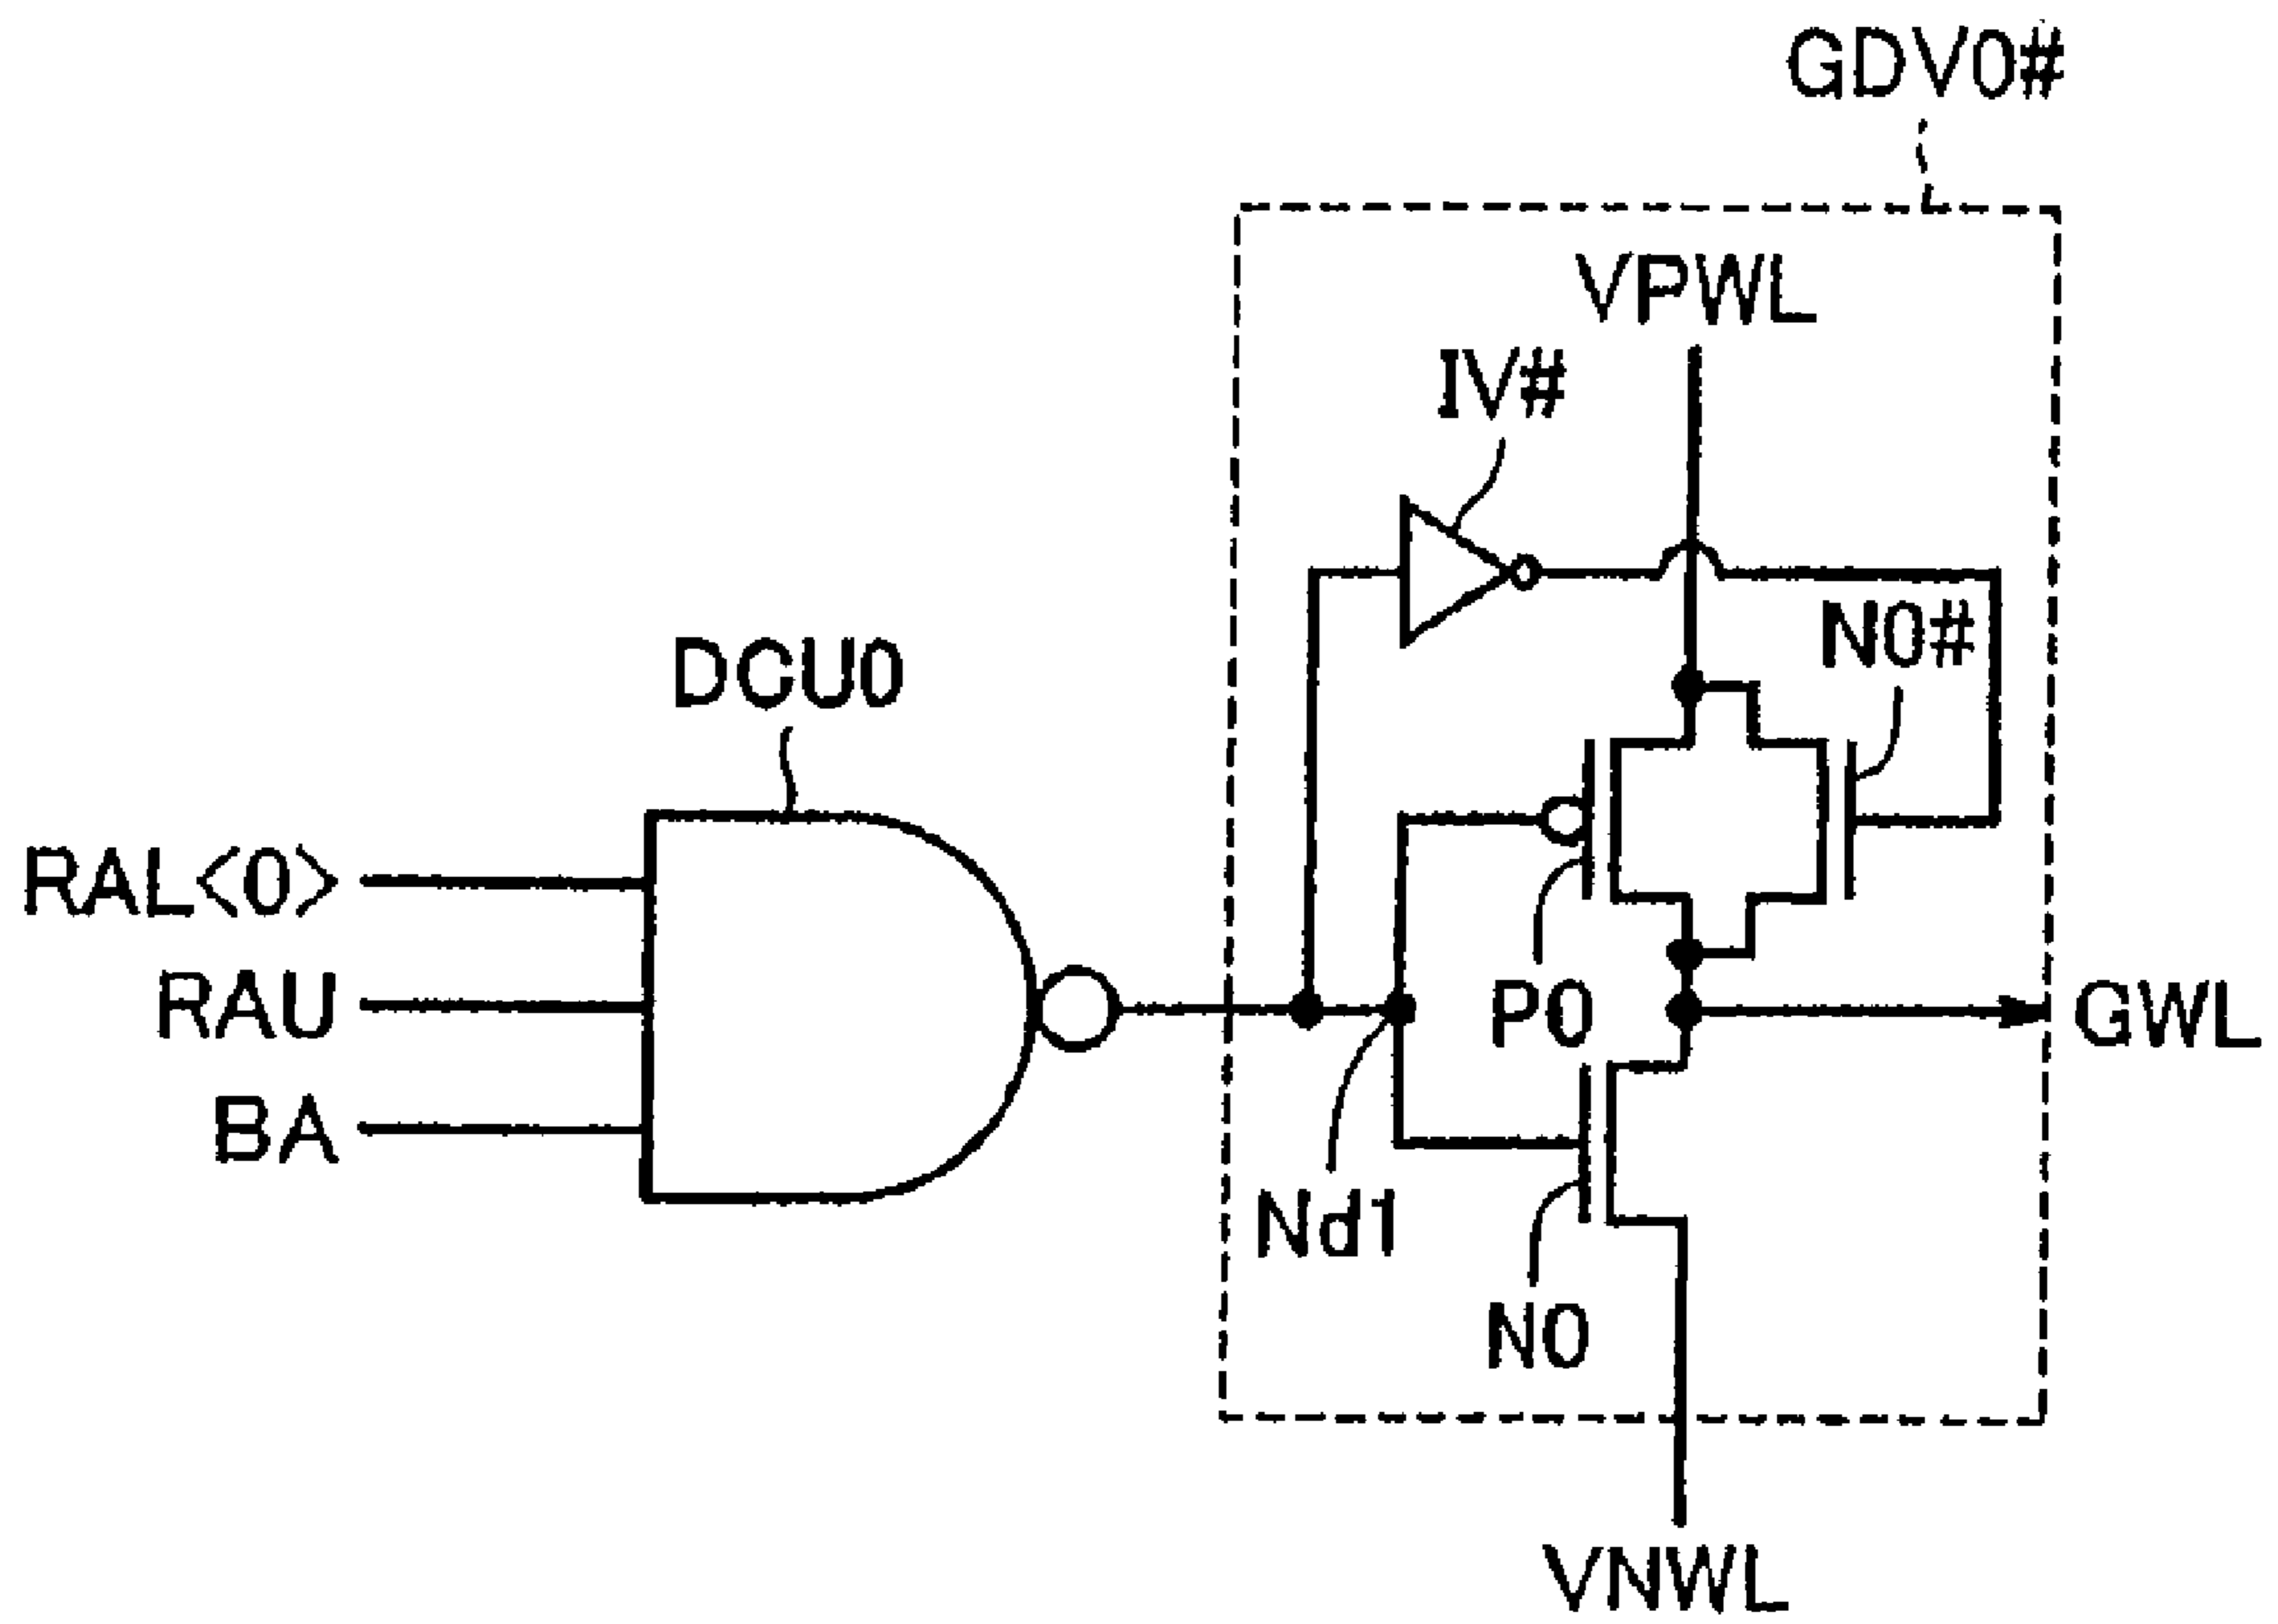 GDV0#
VPWL
IV#
N0#
DCU0
RAL<0>
RAU
BA
P0
GWL
Nd1
N0
VNWL